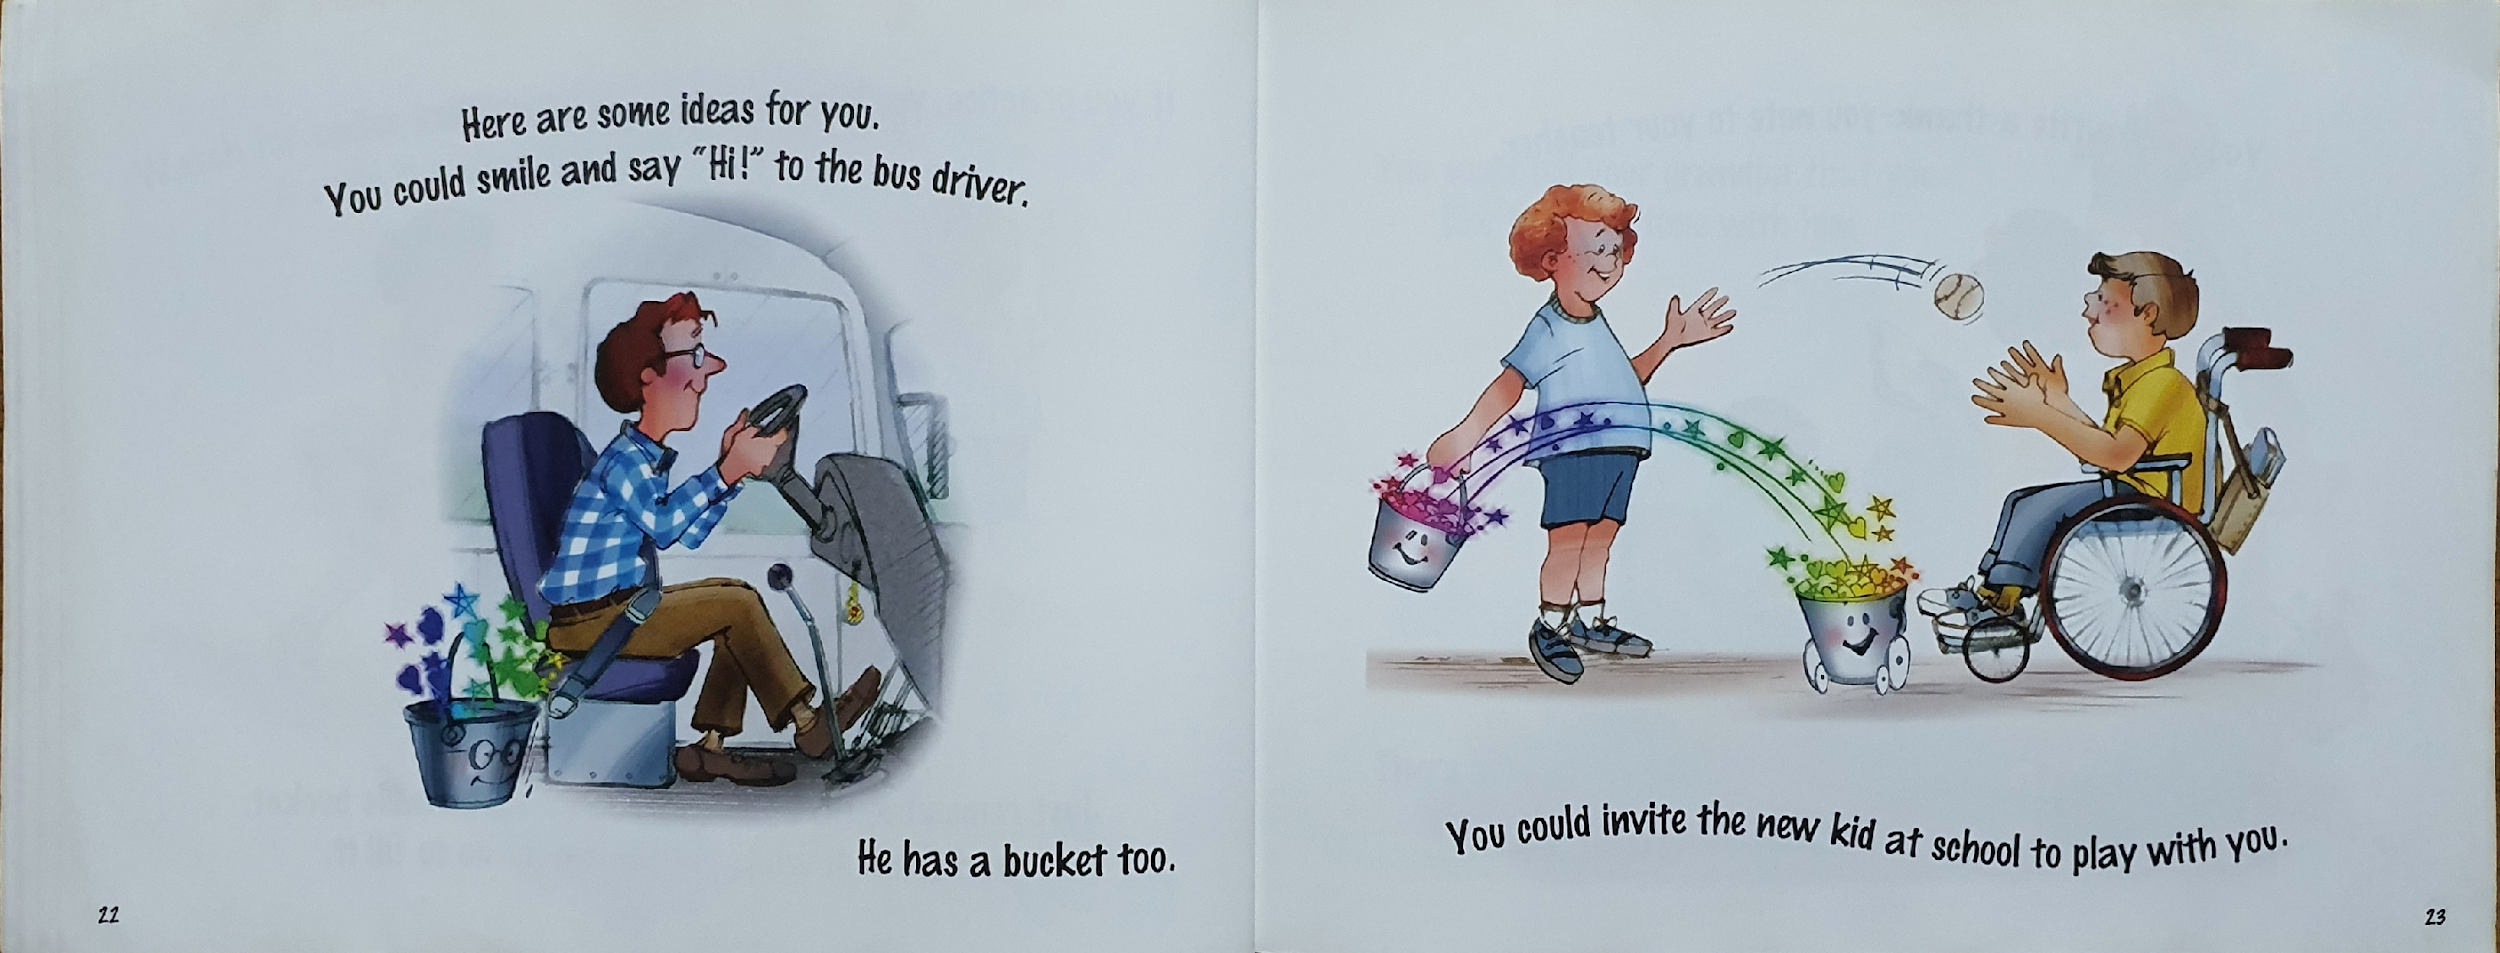 Here are some ideas for you.
You could smile and say “Hi!” to the bus driver.
He has a bucket too.
22
You could invite the new kid at school to play with you.
23